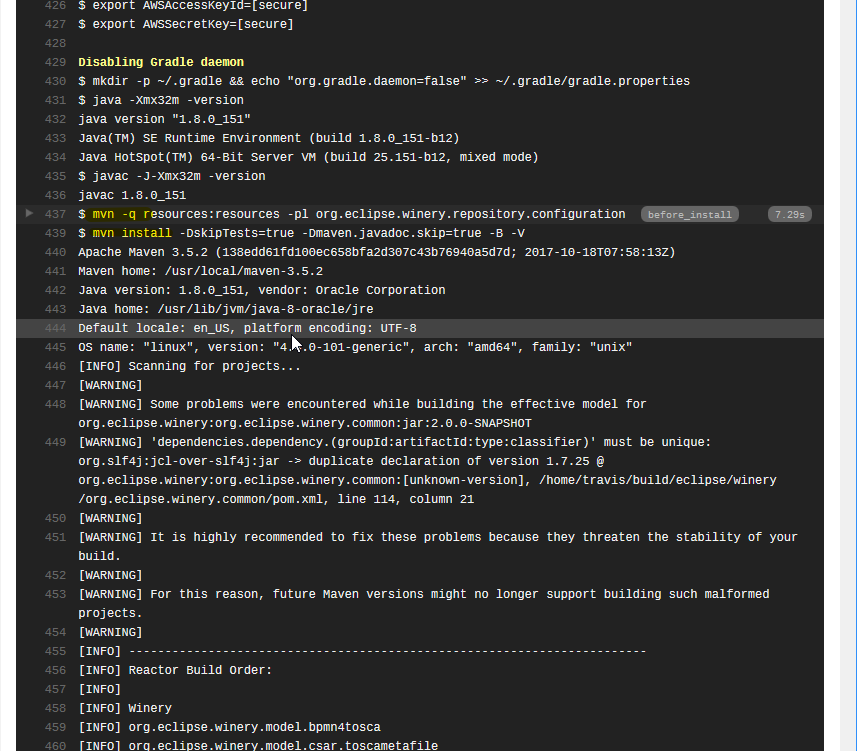 426 $ export AWSAccessKeyId=[secure]
427 $ export AWSSecretKey=[secure]
428
429 Disabling Gradle daemon
430 $ mkdir -p ~/.gradle && echo "org.gradle.daemon=false" >> ~/.gradle/gradle.properties
431 $ java -Xmx32m -version
432 java version "1.8.0_151"
433 Java(TM) SE Runtime Environment (build 1.8.0_151-b12)
434 Java HotSpot(TM) 64-Bit Server VM (build 25.151-b12, mixed mode)
435 $ javac -J-Xmx32m -version
436 javac 1.8.0_151
437 $ mvn -q resources:resources -pl org.eclipse.winery.repository.configuration before_install 7.29s
439 $ mvn install -DskipTests=true -Dmaven.javadoc.skip=true -B -V
440 Apache Maven 3.5.2 (138edd61fd100ec658bfa2d307c43b76940a5d7d; 2017-10-18T07:58:13Z)
441 Maven home: /usr/local/maven-3.5.2
442 Java version: 1.8.0_151, vendor: Oracle Corporation
443 Java home: /usr/lib/jvm/java-8-oracle/jre
444 Default locale: en_US, platform encoding: UTF-8
445 OS name: "linux", version: .0-101-generic", arch: "amd64", family: "unix"
446 [INFO] Scanning for projects...
447 [WARNING]
448 [WARNING] Some problems were encountered while building the effective model for
org.eclipse.winery:org.eclipse.winery.common:jar:2.0.0-SNAPSHOT
449 [WARNING] 'dependencies.dependency.(groupId:artifactId:type:classifier)' must be unique:
org.slf4j:jcl-over-slf4j:jar -> duplicate declaration of version 1.7.25 @
org.eclipse.winery:org.eclipse.winery.common:[unknown-version], /home/travis/build/eclipse/winery
/org.eclipse.winery.common/pom.xml, line 114, column 21
450 [WARNING]
451 [WARNING] It is highly recommended to fix these problems because they threaten the stability of your
build.
452 [WARNING]
453 [WARNING] For this reason, future Maven versions might no longer support building such malformed
projects.
454 [WARNING]
455 [INFO] ------------------------------------------------------------------------
456 [INFO] Reactor Build Order:
457 [INFO]
458 [INFO] Winery
459 [INFO] org.eclipse.winery.model.bpmn4tosca
460 [INFO] org.eclipse.winery.model.csar.toscametafile